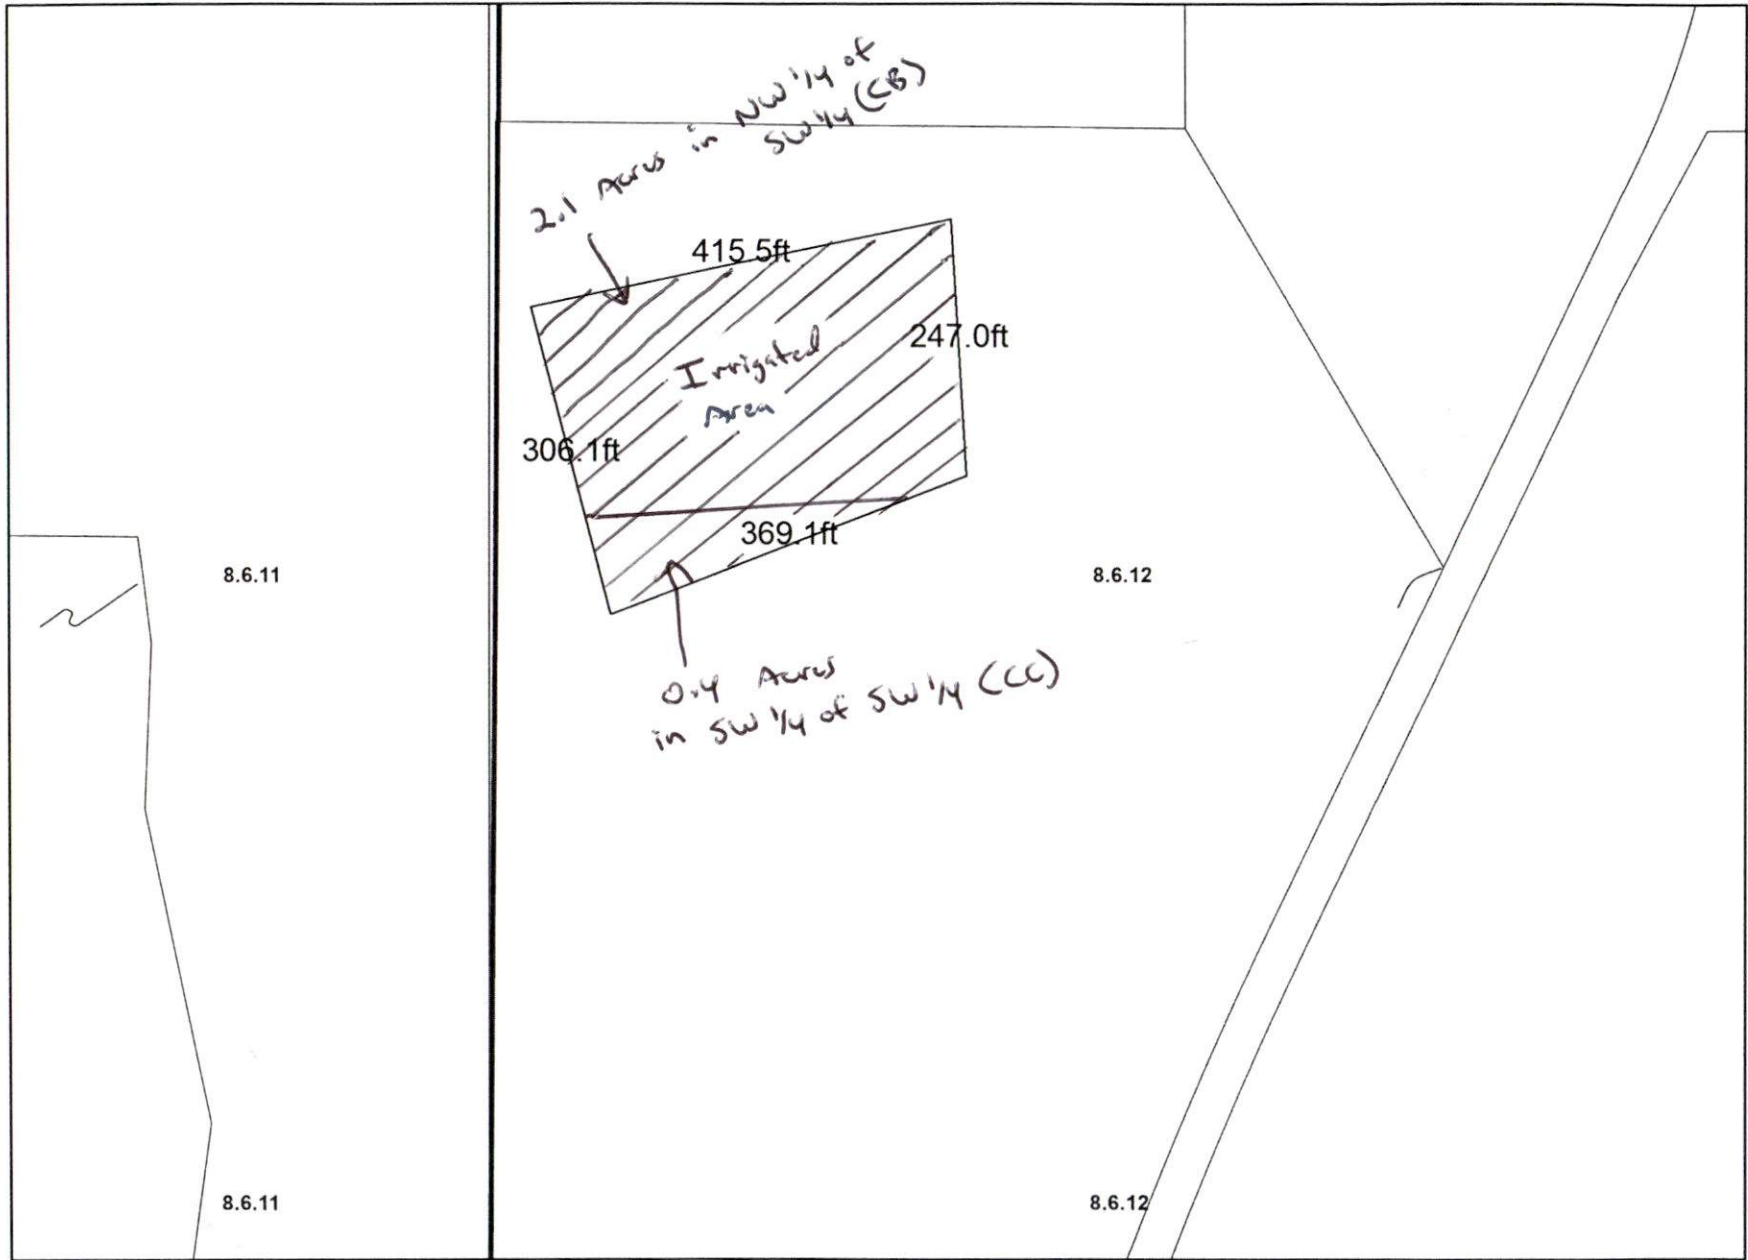 2.1 Acres in NW 1/4 of
SW 1/4 (CB)
415.5ft
247.0ft
Irrigated
Area
306.1ft
369.1ft
8.6.11
8.6.12
0.4 Acres
in SW 1/4 of SW 1/4 (CC)
8.6.11
8.6.12